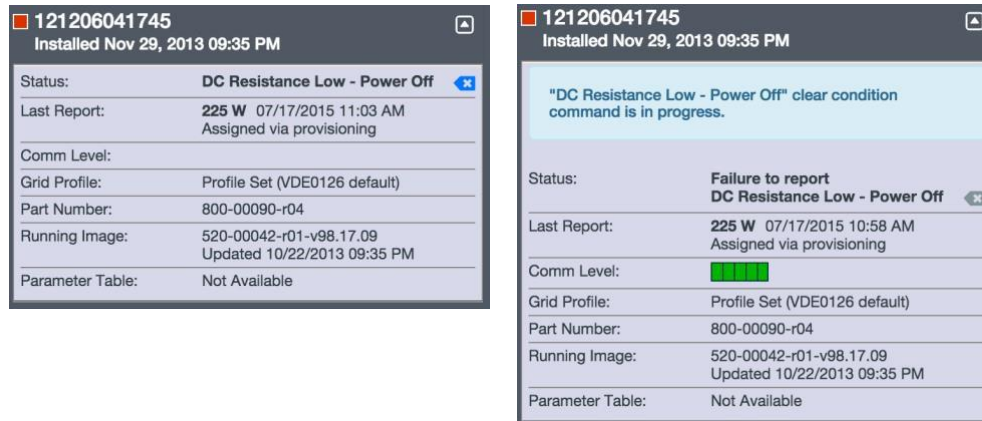 121206041745
Installed Nov 29, 2013 09:35 PM
Status: DC Resistance Low - Power Off
Last Report: 225 W 07/17/2015 11:03 AM
Assigned via provisioning
Comm Level:
Grid Profile: Profile Set (VDE0126 default)
Part Number: 800-00090-r04
Running Image: 520-00042-r01-v98.17.09
Updated 10/22/2013 09:35 PM
Parameter Table: Not Available
121206041745
Installed Nov 29, 2013 09:35 PM
"DC Resistance Low - Power Off" clear condition
command is in progress.
Status: Failure to report
DC Resistance Low - Power Off
Last Report: 225 W 07/17/2015 10:58 AM
Assigned via provisioning
Comm Level:
Grid Profile: Profile Set (VDE0126 default)
Part Number: 800-00090-r04
Running Image: 520-00042-r01-v98.17.09
Updated 10/22/2013 09:35 PM
Parameter Table: Not Available